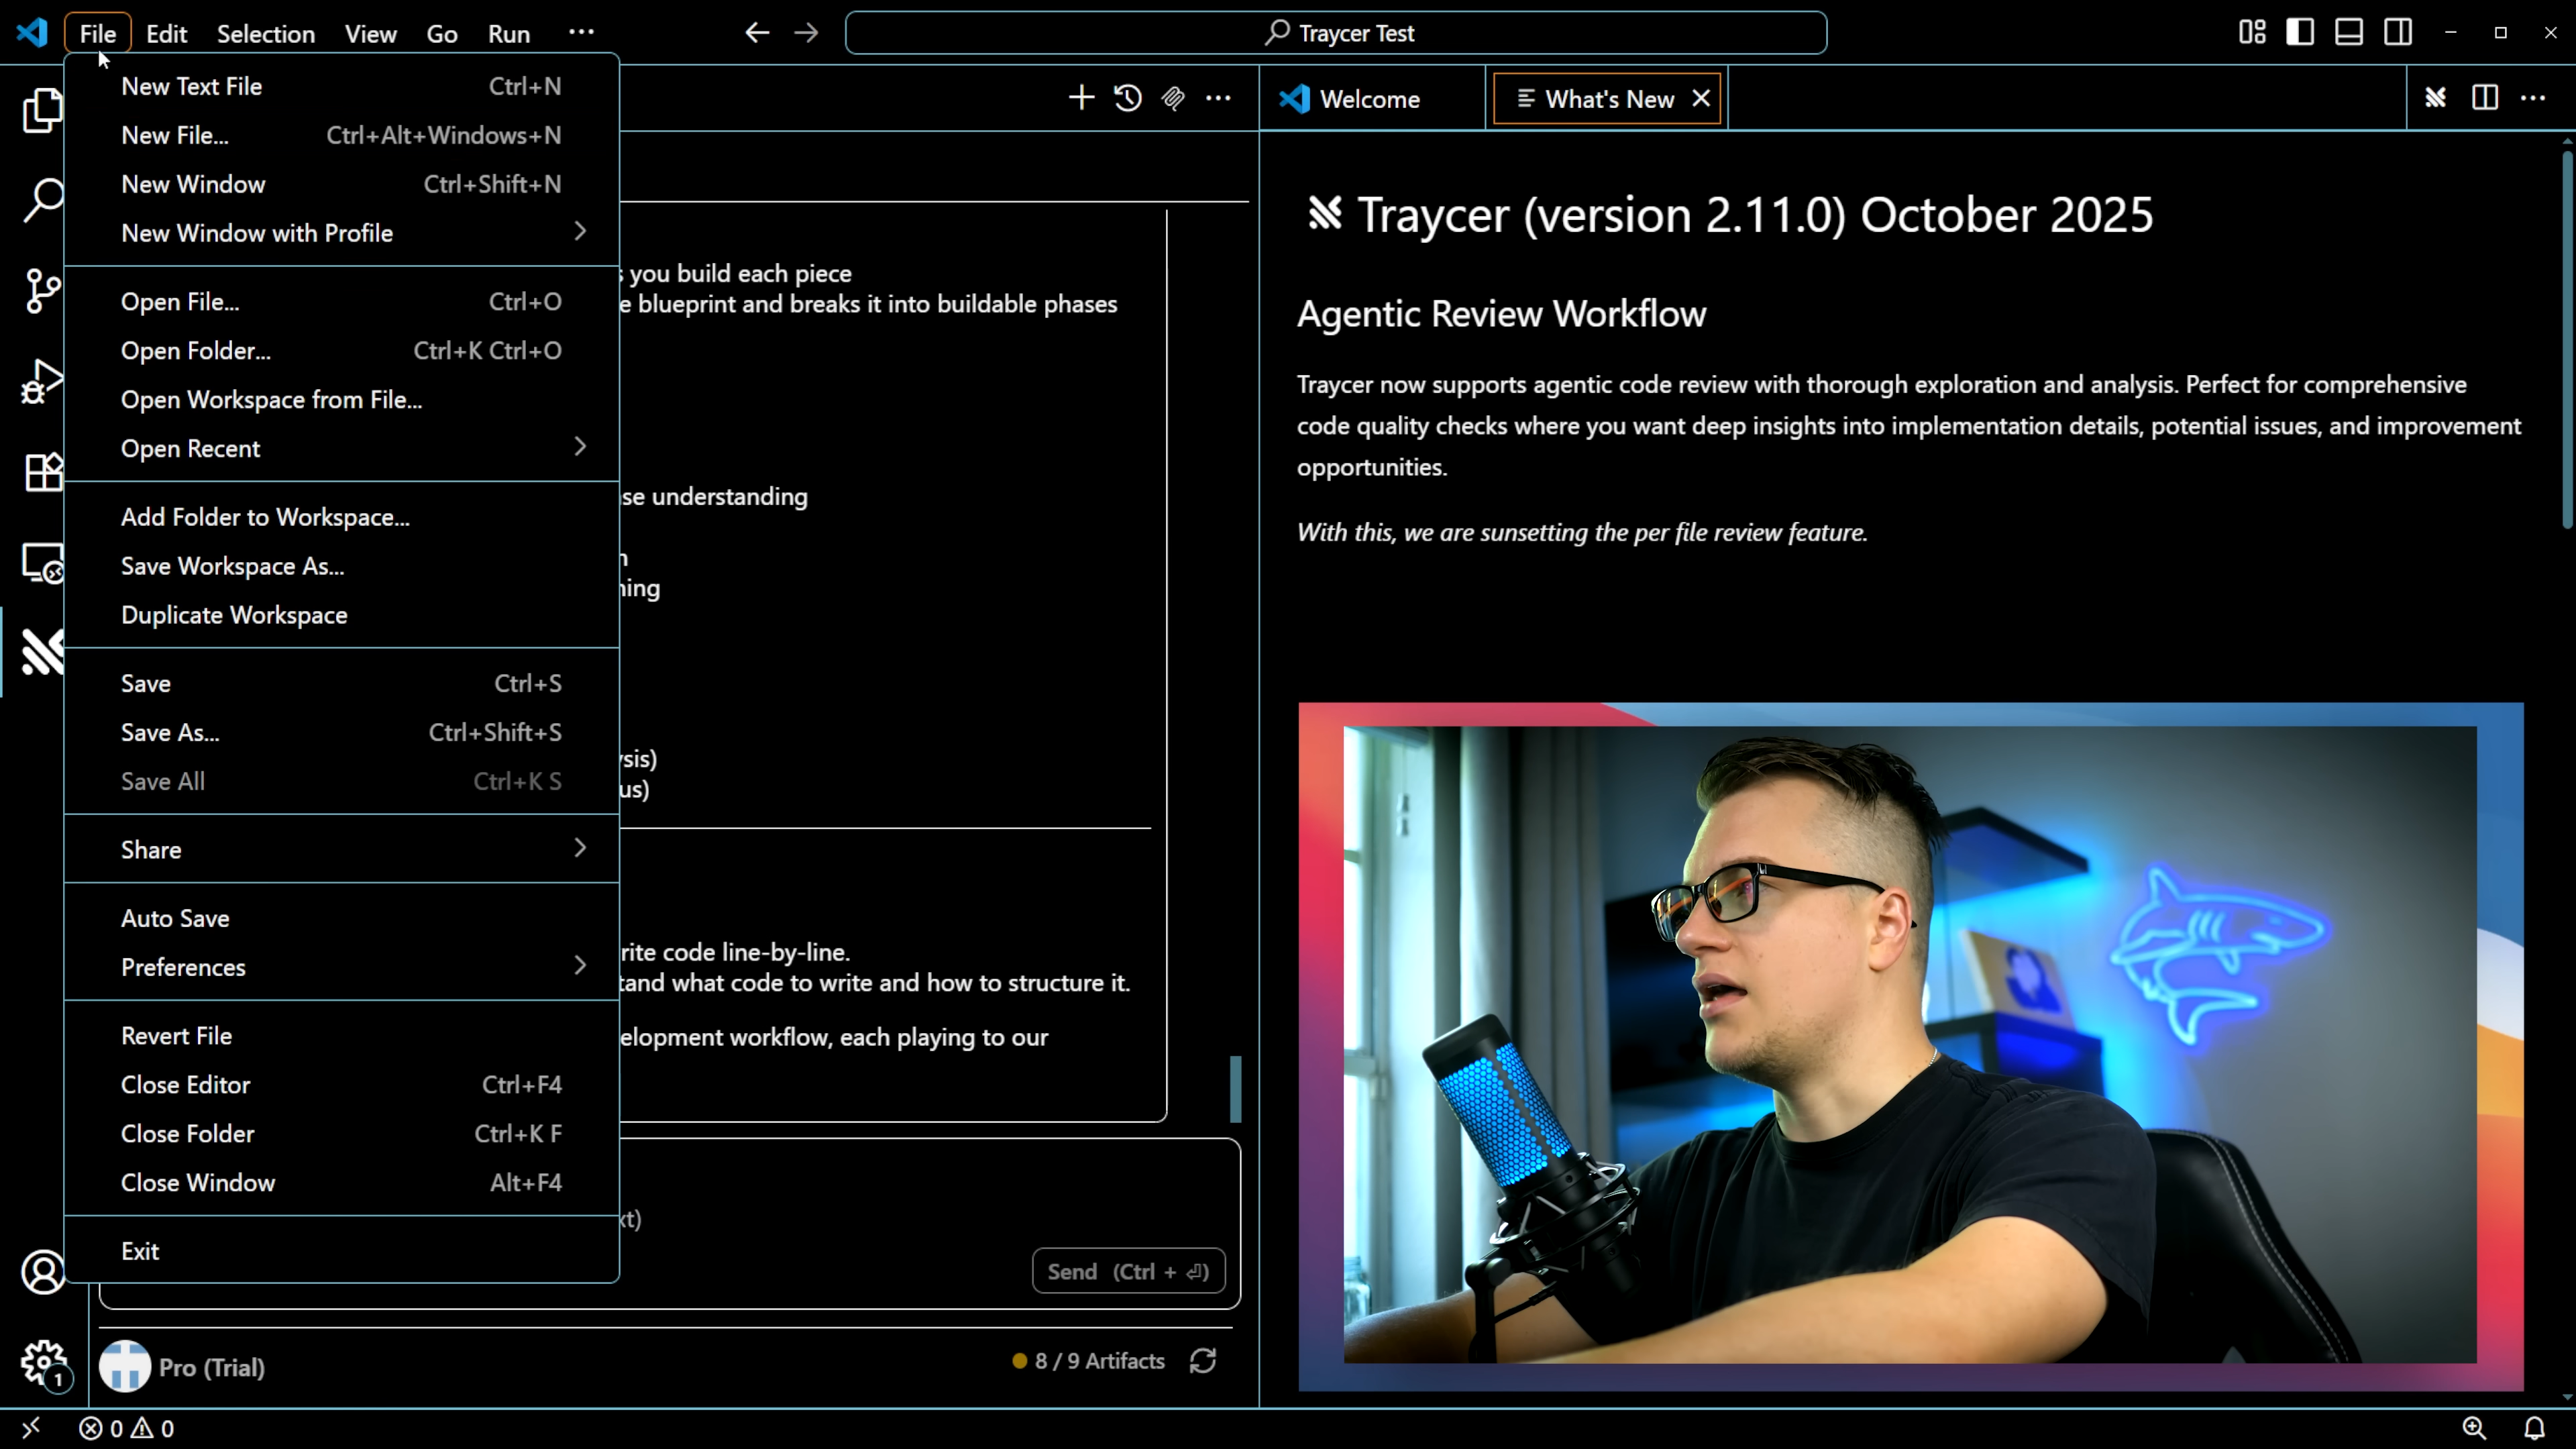 File Edit Selection View Go Run ···
Traycer Test
New Text File Ctrl+N
New File... Ctrl+Alt+Windows+N
New Window Ctrl+Shift+N
New Window with Profile
Open File... Ctrl+O
Open Folder... Ctrl+K Ctrl+O
Open Workspace from File...
Open Recent
Add Folder to Workspace...
Save Workspace As...
Duplicate Workspace
Save Ctrl+S
Save As... Ctrl+Shift+S
Save All Ctrl+K S
Share
Auto Save
Preferences
Revert File
Close Editor Ctrl+F4
Close Folder Ctrl+K F
Close Window Alt+F4
Exit
you build each piece
blueprint and breaks it into buildable phases
understanding
code line-by-line.
what code to write and how to structure it.
workflow, each playing to our
Send (Ctrl + ⏎)
Pro (Trial)
8 / 9 Artifacts
1
0 0
Welcome
What's New
Traycer (version 2.11.0) October 2025
Agentic Review Workflow
Traycer now supports agentic code review with thorough exploration and analysis. Perfect for comprehensive
code quality checks where you want deep insights into implementation details, potential issues, and improvement
opportunities.
With this, we are sunsetting the per file review feature.